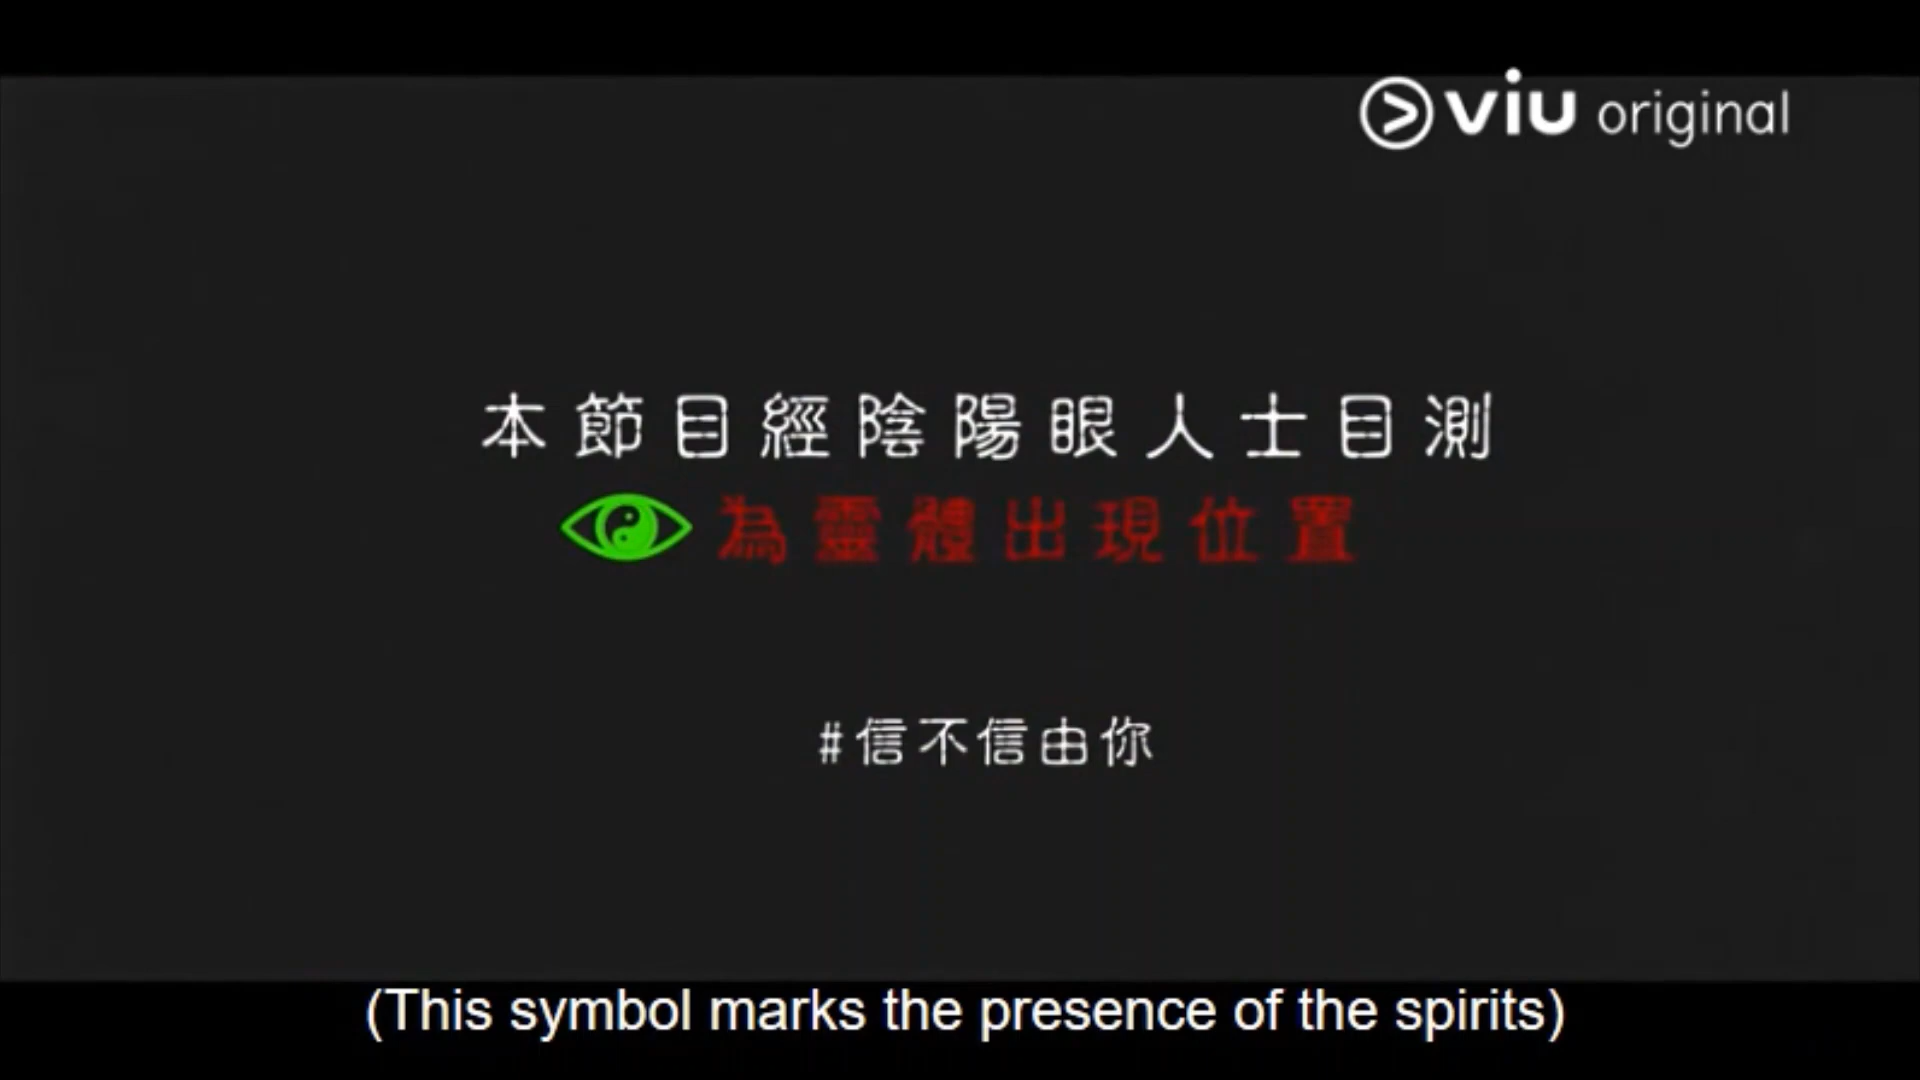 viu original
本節目經陰陽眼人士目測
為靈體出現位置
#信不信由你
(This symbol marks the presence of the spirits)